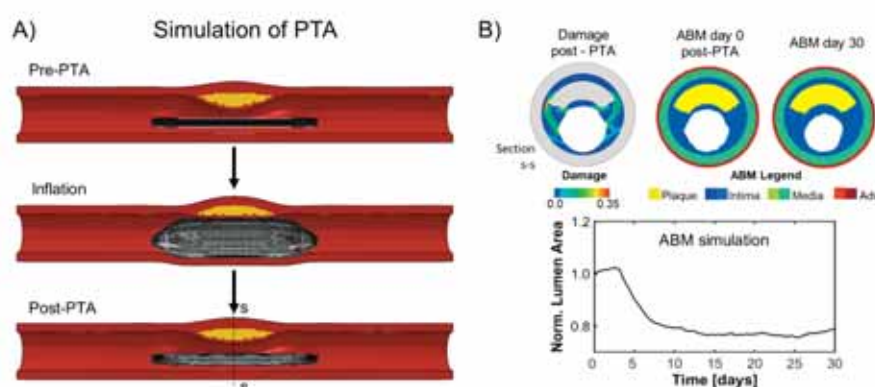 A)
Simulation of PTA
Pre-PTA
Inflation
Post-PTA
s
s
B)
Damage
post - PTA
ABM day 0
post-PTA
ABM day 30
Section
s-s
Damage
0.0
0.35
ABM Legend
Plaque
Intima
Media
Adv
ABM simulation
Norm. Lumen Area
1.0
0.8
0
5
10
15
20
25
30
Time [days]